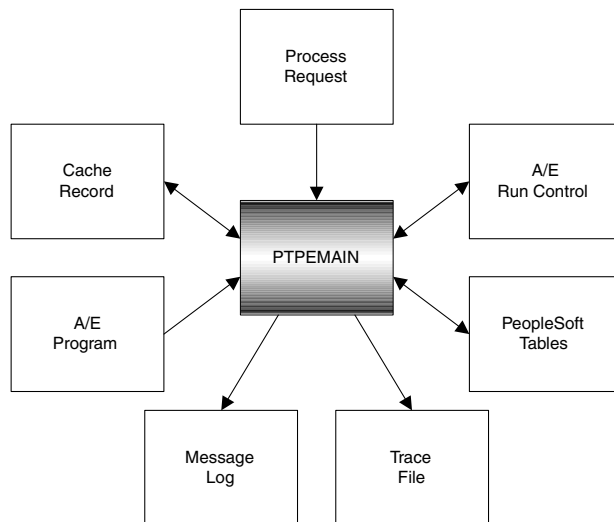 Process
Request
Cache
Record
A/E
Run Control
PTPEMAIN
A/E
Program
PeopleSoft
Tables
Message
Log
Trace
File